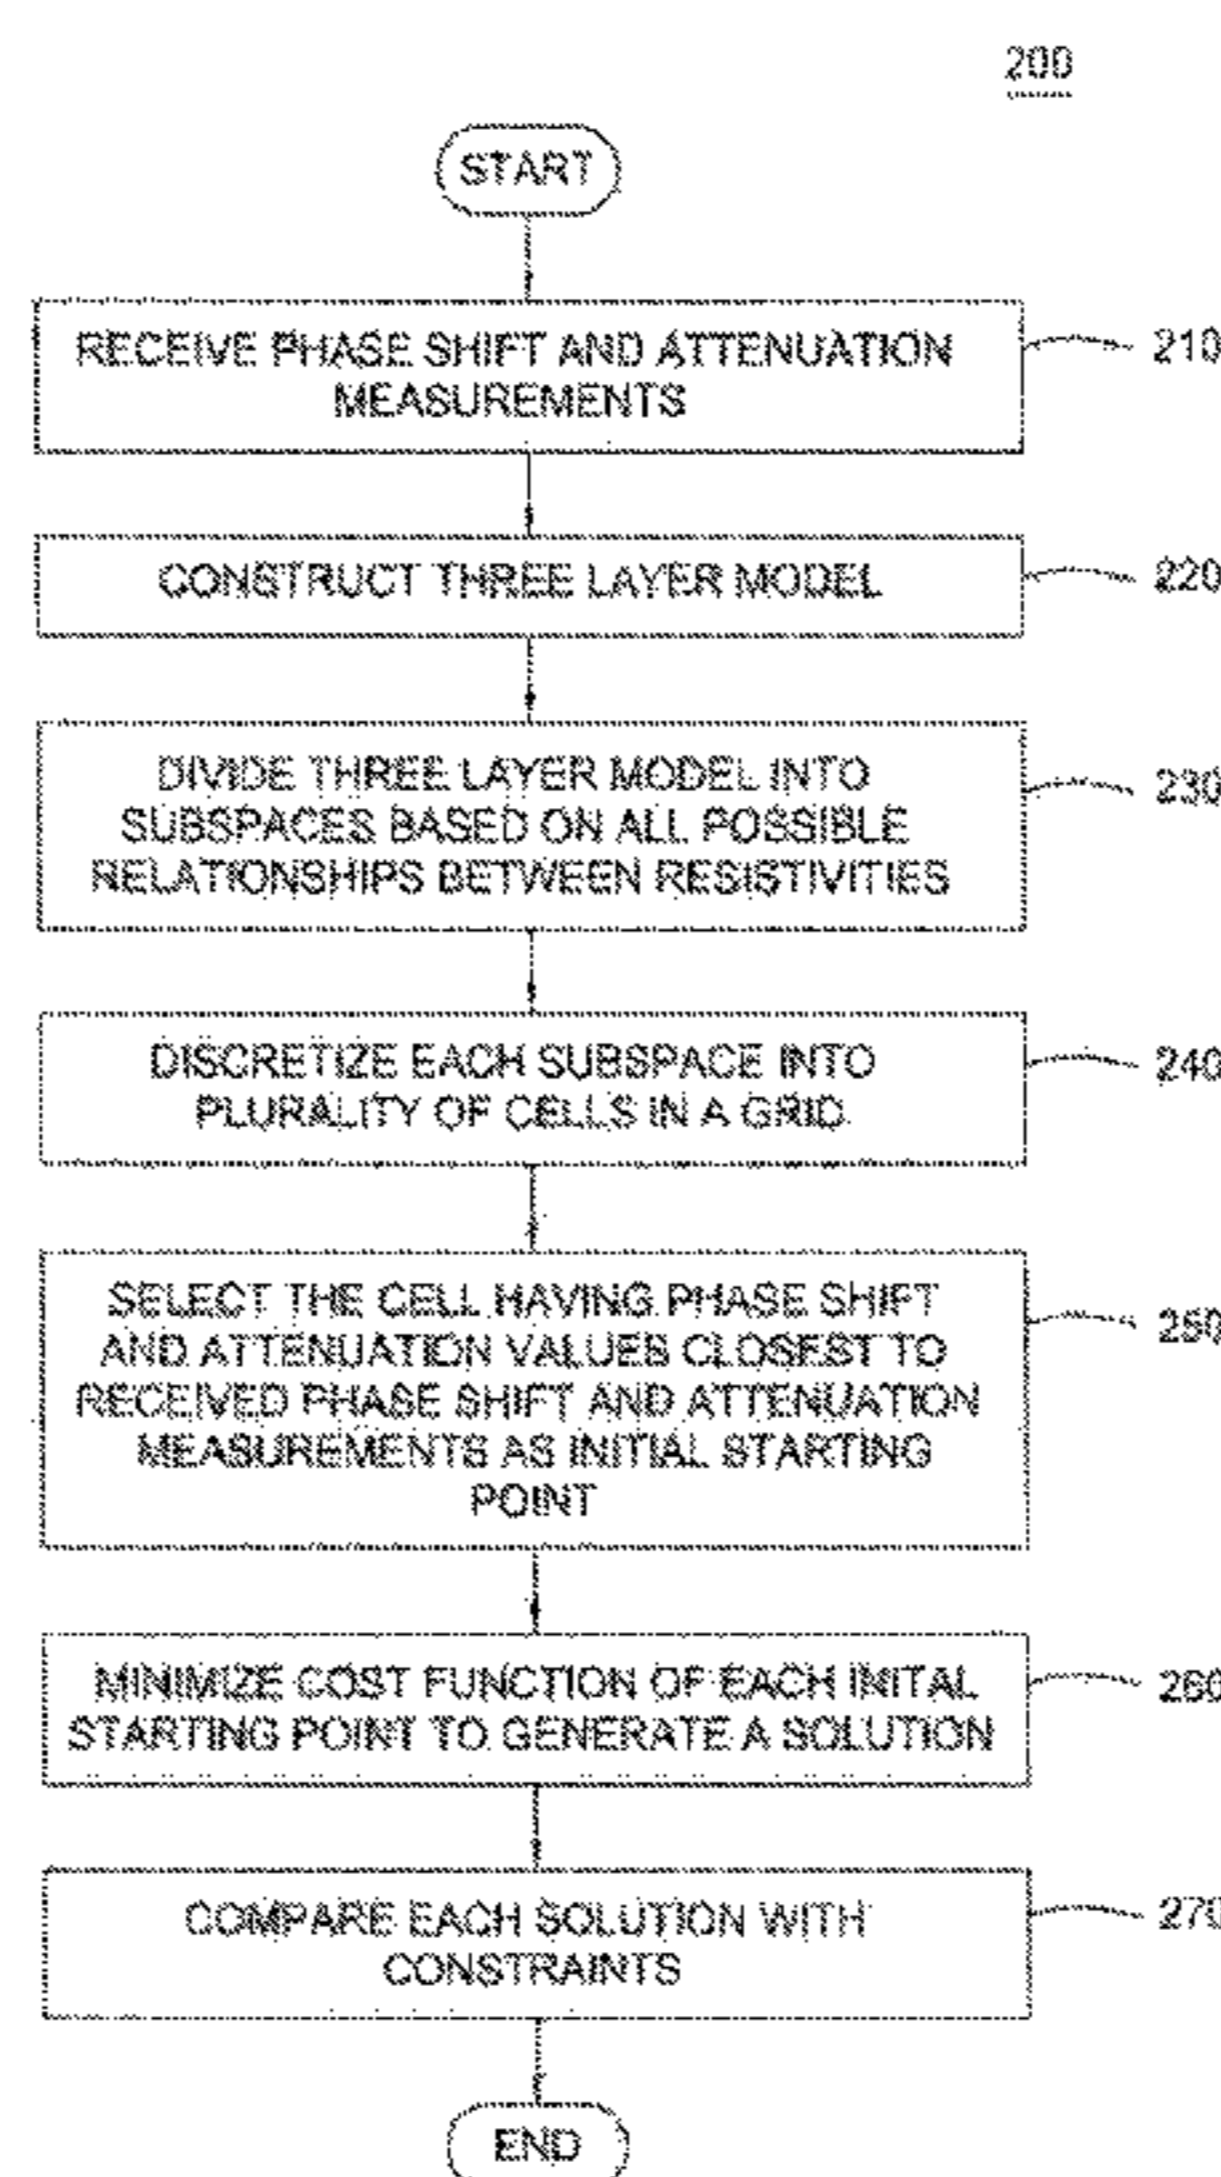 200
START
RECEIVE PHASE SHIFT AND ATTENUATION
MEASUREMENTS
210
CONSTRUCT THREE LAYER MODEL
220
DIVIDE THREE LAYER MODEL INTO
SUBSPACES BASED ON ALL POSSIBLE
RELATIONSHIPS BETWEEN RESISTIVITIES
230
DISCRETIZE EACH SUBSPACE INTO
PLURALITY OF CELLS IN A GRID
240
SELECT THE CELL HAVING PHASE SHIFT
AND ATTENUATION VALUES CLOSEST TO
RECEIVED PHASE SHIFT AND ATTENUATION
MEASUREMENTS AS INITIAL STARTING
POINT
250
MINIMIZE COST FUNCTION OF EACH INITAL
STARTING POINT TO GENERATE A SOLUTION
260
COMPARE EACH SOLUTION WITH
CONSTRAINTS
270
END